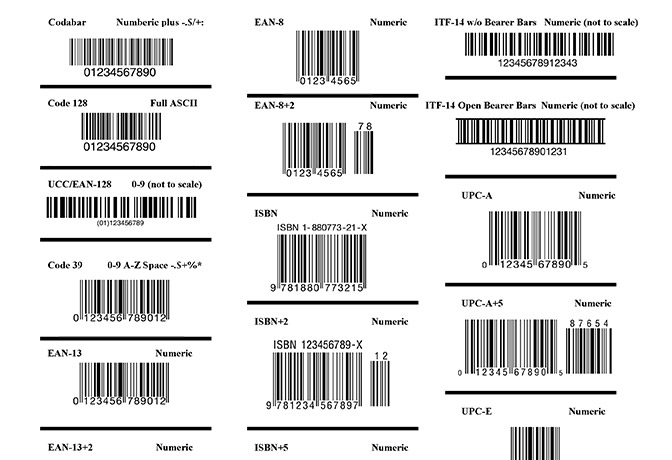 Codabar Numberic plus -.$/+:
01234567890
Code 128 Full ASCII
01234567890
UCC/EAN-128 0-9 (not to scale)
(01)123456789
Code 39 0-9 A-Z Space -.$+%*
0 123456 789012
EAN-13 Numeric
0 123456 789012
EAN-13+2 Numeric
EAN-8 Numeric
0123 4565
EAN-8+2 Numeric
78
0123 4565
ISBN Numeric
ISBN 1-880773-21-X
9 781880 773215
ISBN+2 Numeric
ISBN 123456789-X
12
9 781234 567897
ISBN+5 Numeric
ITF-14 w/o Bearer Bars Numeric (not to scale)
12345678912343
ITF-14 Open Bearer Bars Numeric (not to scale)
12345678901231
UPC-A Numeric
0 12345 67890 5
UPC-A+5 Numeric
87654
0 12345 67890 5
UPC-E Numeric